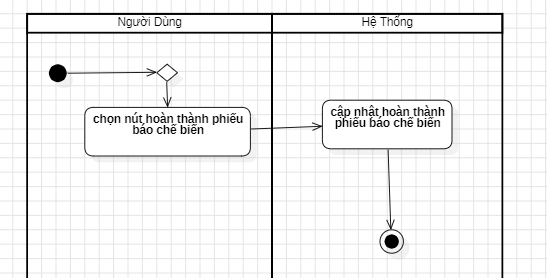 Người Dùng
Hệ Thống
chọn nút hoàn thành phiếu
báo chế biến
cập nhật hoàn thành
phiếu báo chế biến